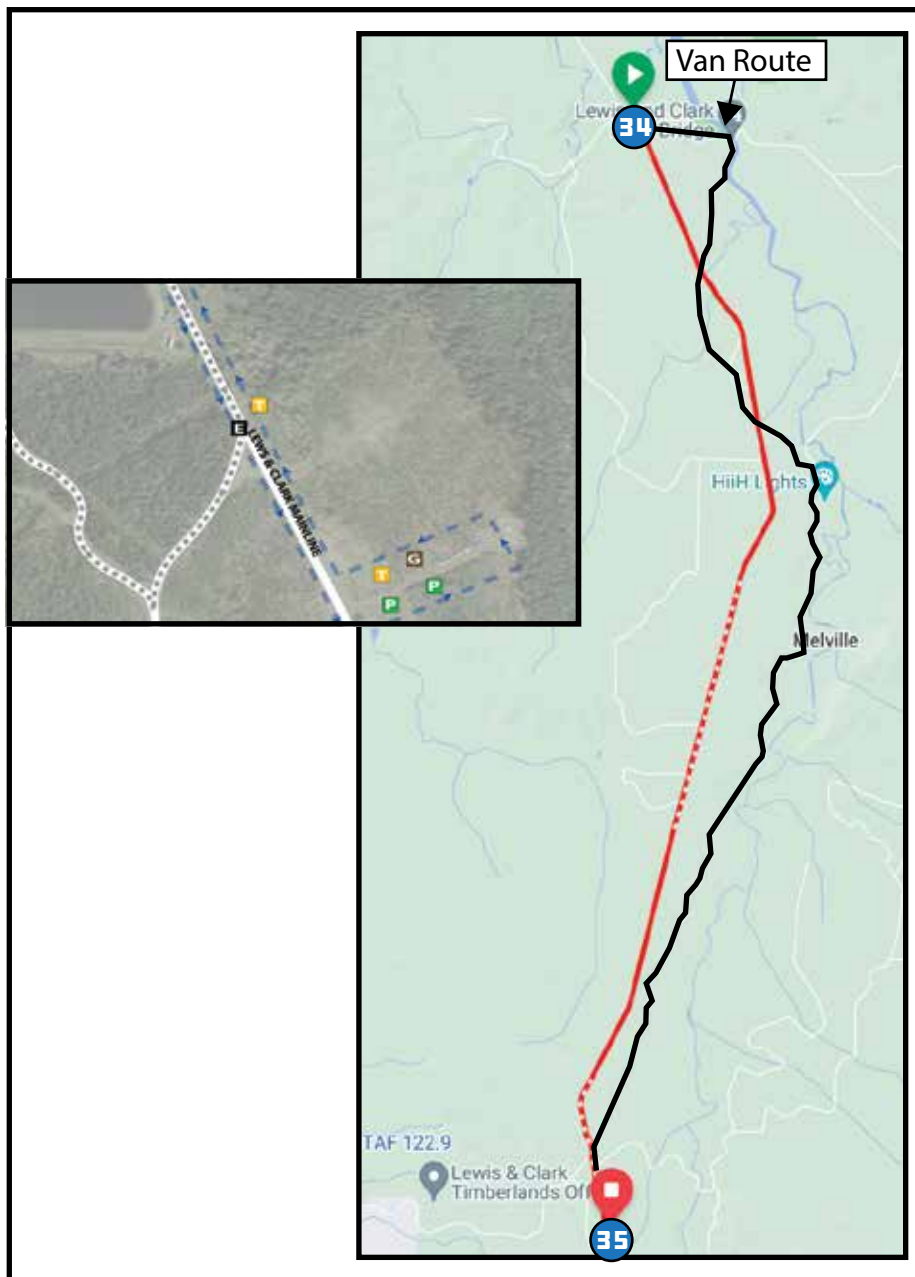 Van Route
Lewis and Clark
Bridge
34
T
E
LEWS & CLARK MAINLINE
G
T
P
P
HiiH Lights
Melville
TAF 122.9
Lewis & Clark
Timberlands Off
35